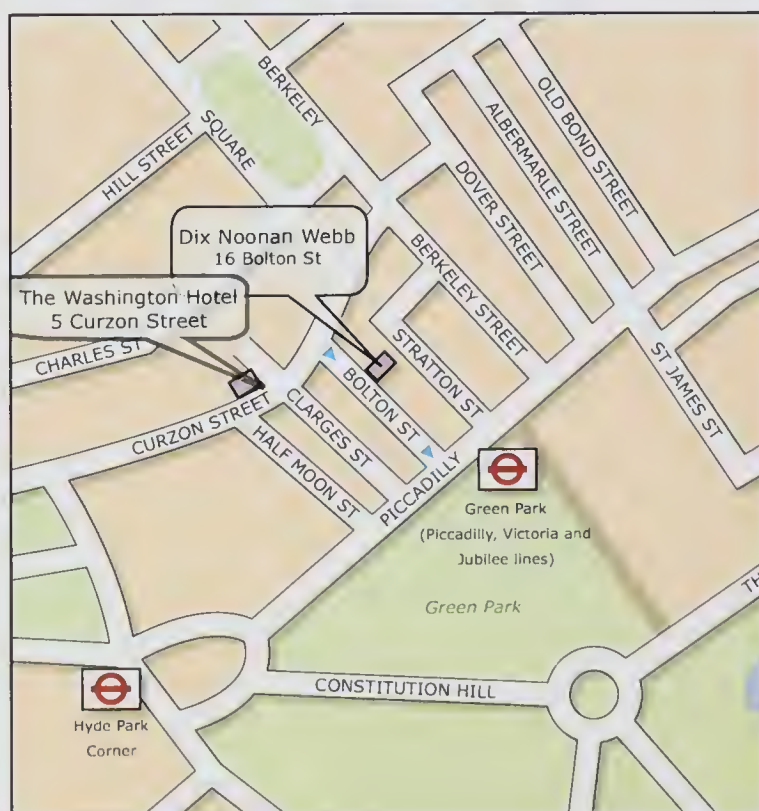 BERKELEY
SQUARE
HILL STREET
OLD BOND STREET
ALBERMARLE STREET
DOVER STREET
Dix Noonan Webb
16 Bolton St
BERKELEY STREET
The Washington Hotel
5 Curzon Street
CHARLES ST
STRATTON ST
ST JAMES ST
BOLTON ST
CLARGES ST
CURZON STREET
HALF MOON ST
PICCADILLY
Green Park
(Piccadilly, Victoria and
Jubilee lines)
Green Park
TH
CONSTITUTION HILL
Hyde Park
Corner